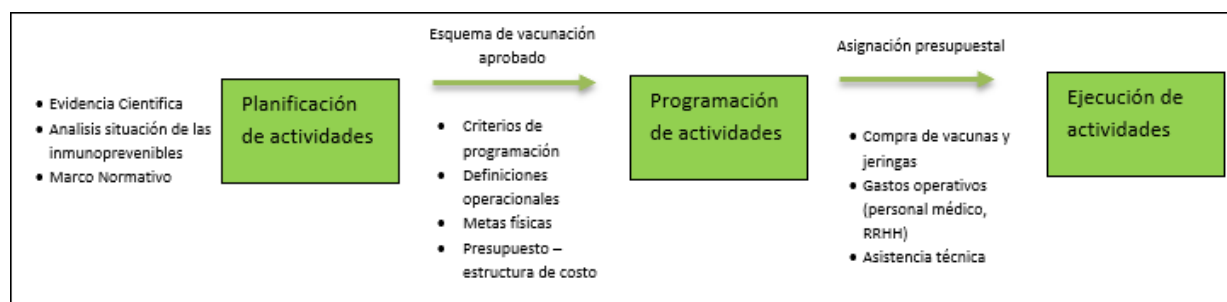 • Evidencia Cientifica
• Analisis situación de las
inmunoprevenibles
• Marco Normativo
Planificación
de actividades
Esquema de vacunación
aprobado
• Criterios de
programación
• Definiciones
operacionales
• Metas físicas
• Presupuesto –
estructura de costo
Programación
de actividades
Asignación presupuestal
• Compra de vacunas y
jeringas
• Gastos operativos
(personal médico,
RRHH)
• Asistencia técnica
Ejecución de
actividades